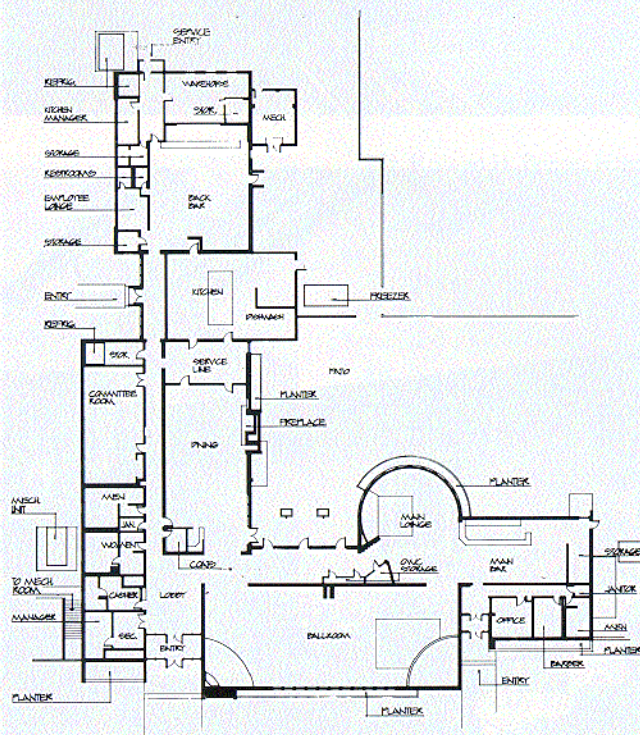 SERVICE
ENTRY
REFRIG.
WAREHOUSE
KITCHEN
MANAGER
STOR.
MECH.
STORAGE
RESTROOMS
EMPLOYEE
LOUNGE
BACK
BAR
STORAGE
ENTRY
KITCHEN
FREEZER
DISHWASH
REFRIG.
STOR.
SERVICE
LINE
PATIO
COMMITTEE
ROOM
PLANTER
FIREPLACE
DINING
PLANTER
MECH
UNIT
MEN
JAN.
MAIN
LOUNGE
WOMEN
COATS
STORAGE
MAIN
BAR
STORAGE
TO MECH
ROOM
CASHIER
LOBBY
JANITOR
MANAGER
SEC.
ENTRY
BALLROOM
OFFICE
MEN
PLANTER
BARBER
ENTRY
PLANTER
PLANTER